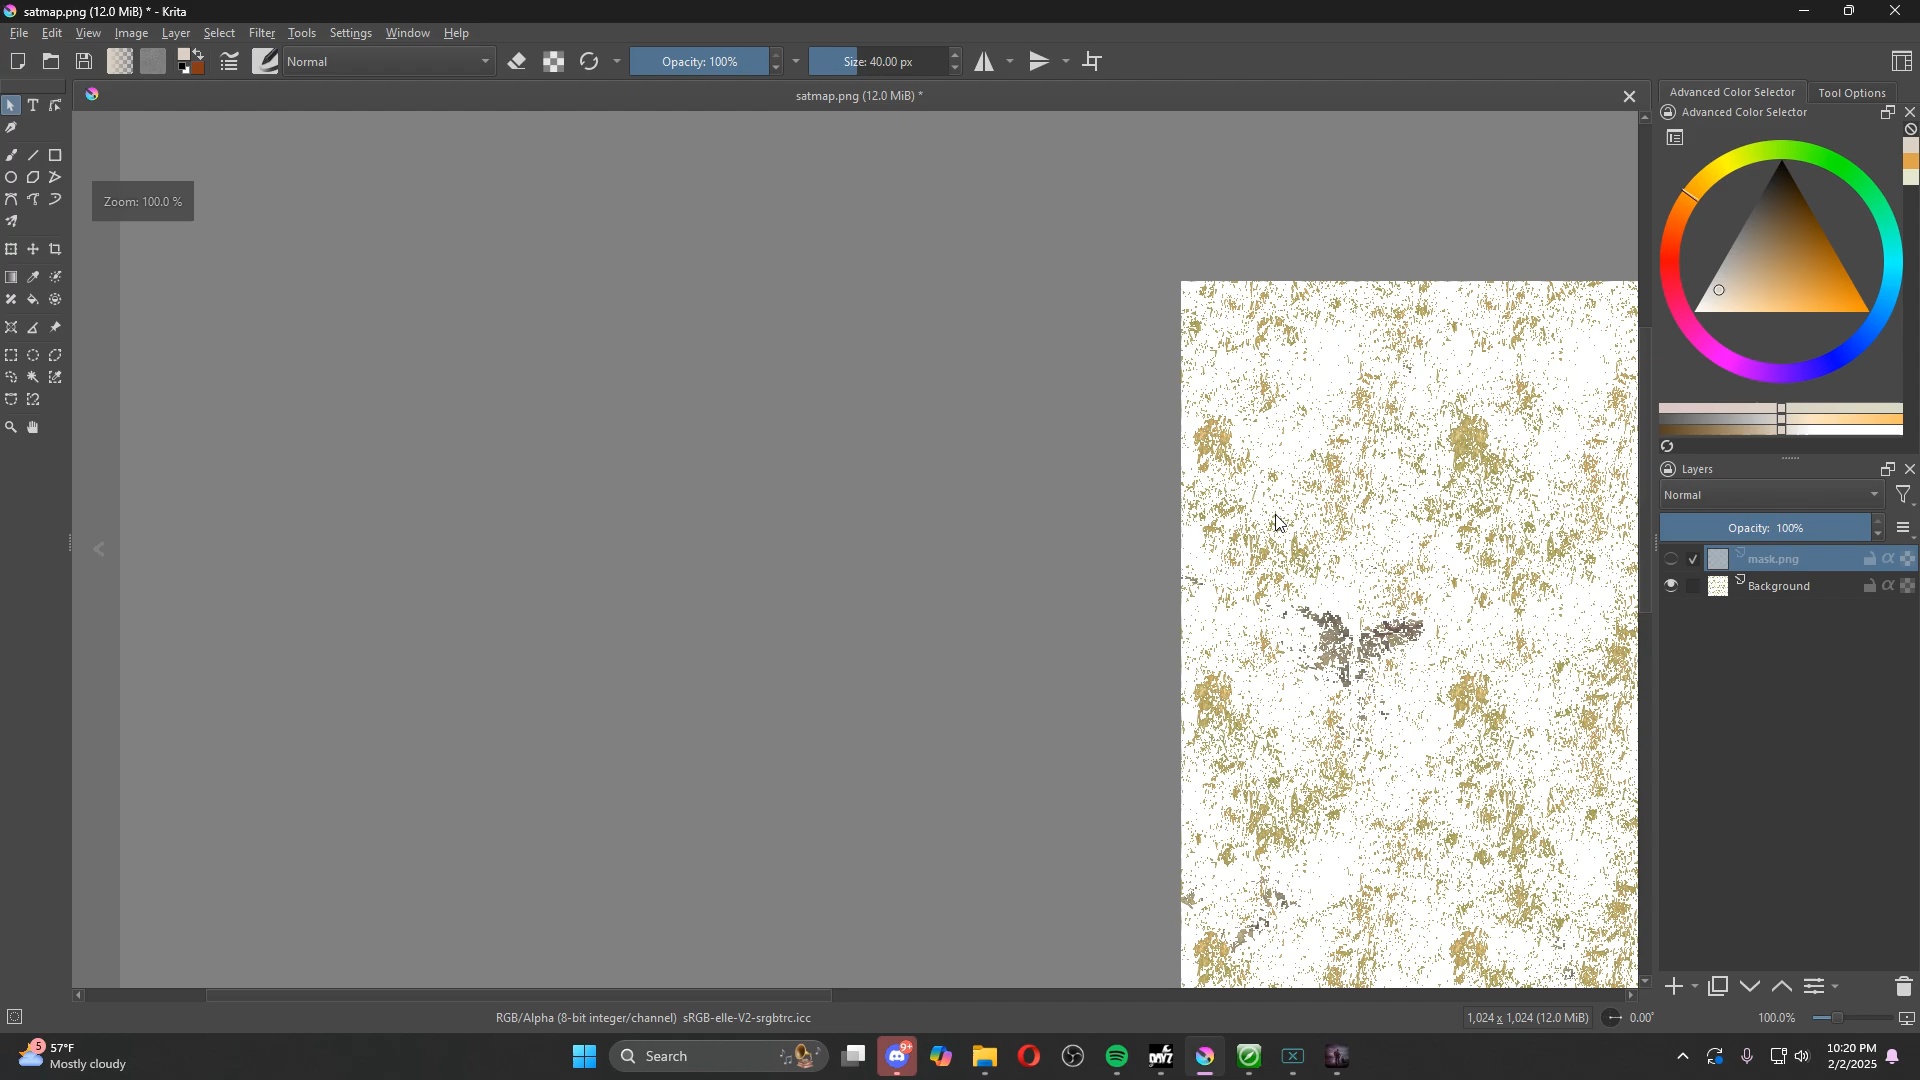 satmap.png (12.0 MiB) * - Krita
File Edit View Image Layer Select Filter Tools Settings Window Help
Normal
Opacity: 100%
Size: 40.00 px
satmap.png (12.0 MiB) *
Advanced Color Selector
Tool Options
Advanced Color Selector
Zoom: 100.0 %
Layers
Normal
Opacity: 100%
mask.png
Background
RGB/Alpha (8-bit integer/channel) sRGB-elle-V2-srgbtrc.icc
1,024 x 1,024 (12.0 MiB)
0.00°
100.0%
5
57°F
Mostly cloudy
Search
9+
DAYZ
10:20 PM
2/2/2025